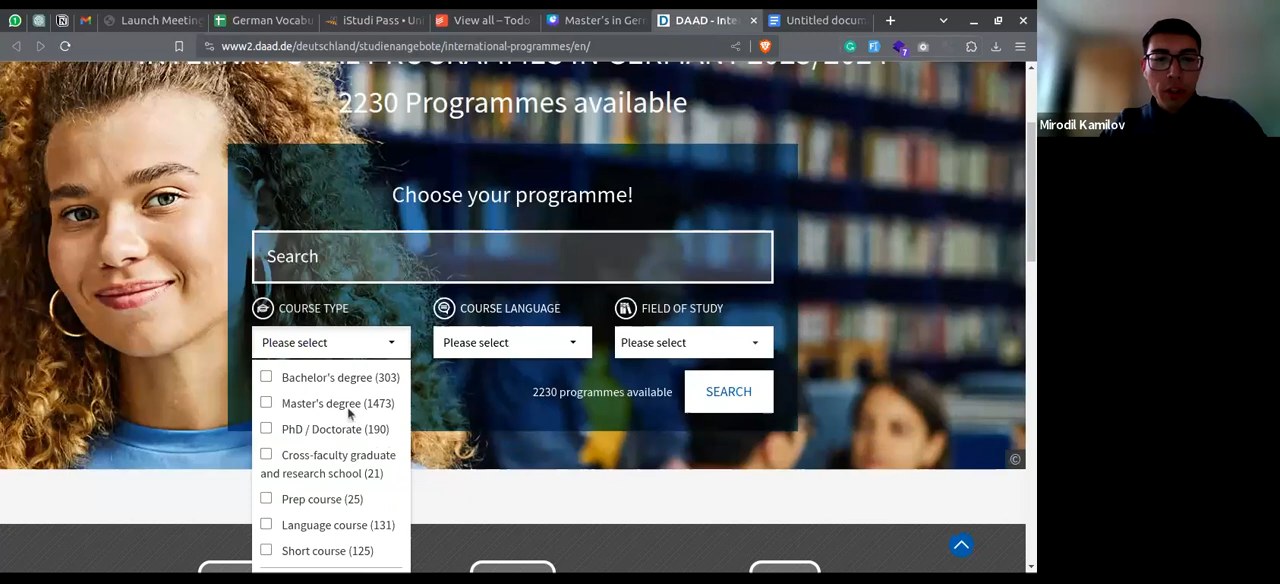 Launch Meeting
German Vocabu
iStudi Pass • Uni
View all – Todo
Master's in Ger
DAAD - Inte
Untitled docum
www2.daad.de/deutschland/studienangebote/international-programmes/en/
7
Mirodil Kamilov
2230 Programmes available
Choose your programme!
Search
COURSE TYPE
COURSE LANGUAGE
FIELD OF STUDY
Please select
Please select
Please select
Bachelor's degree (303)
Master's degree (1473)
PhD / Doctorate (190)
Cross-faculty graduate
and research school (21)
Prep course (25)
Language course (131)
Short course (125)
2230 programmes available
SEARCH
©